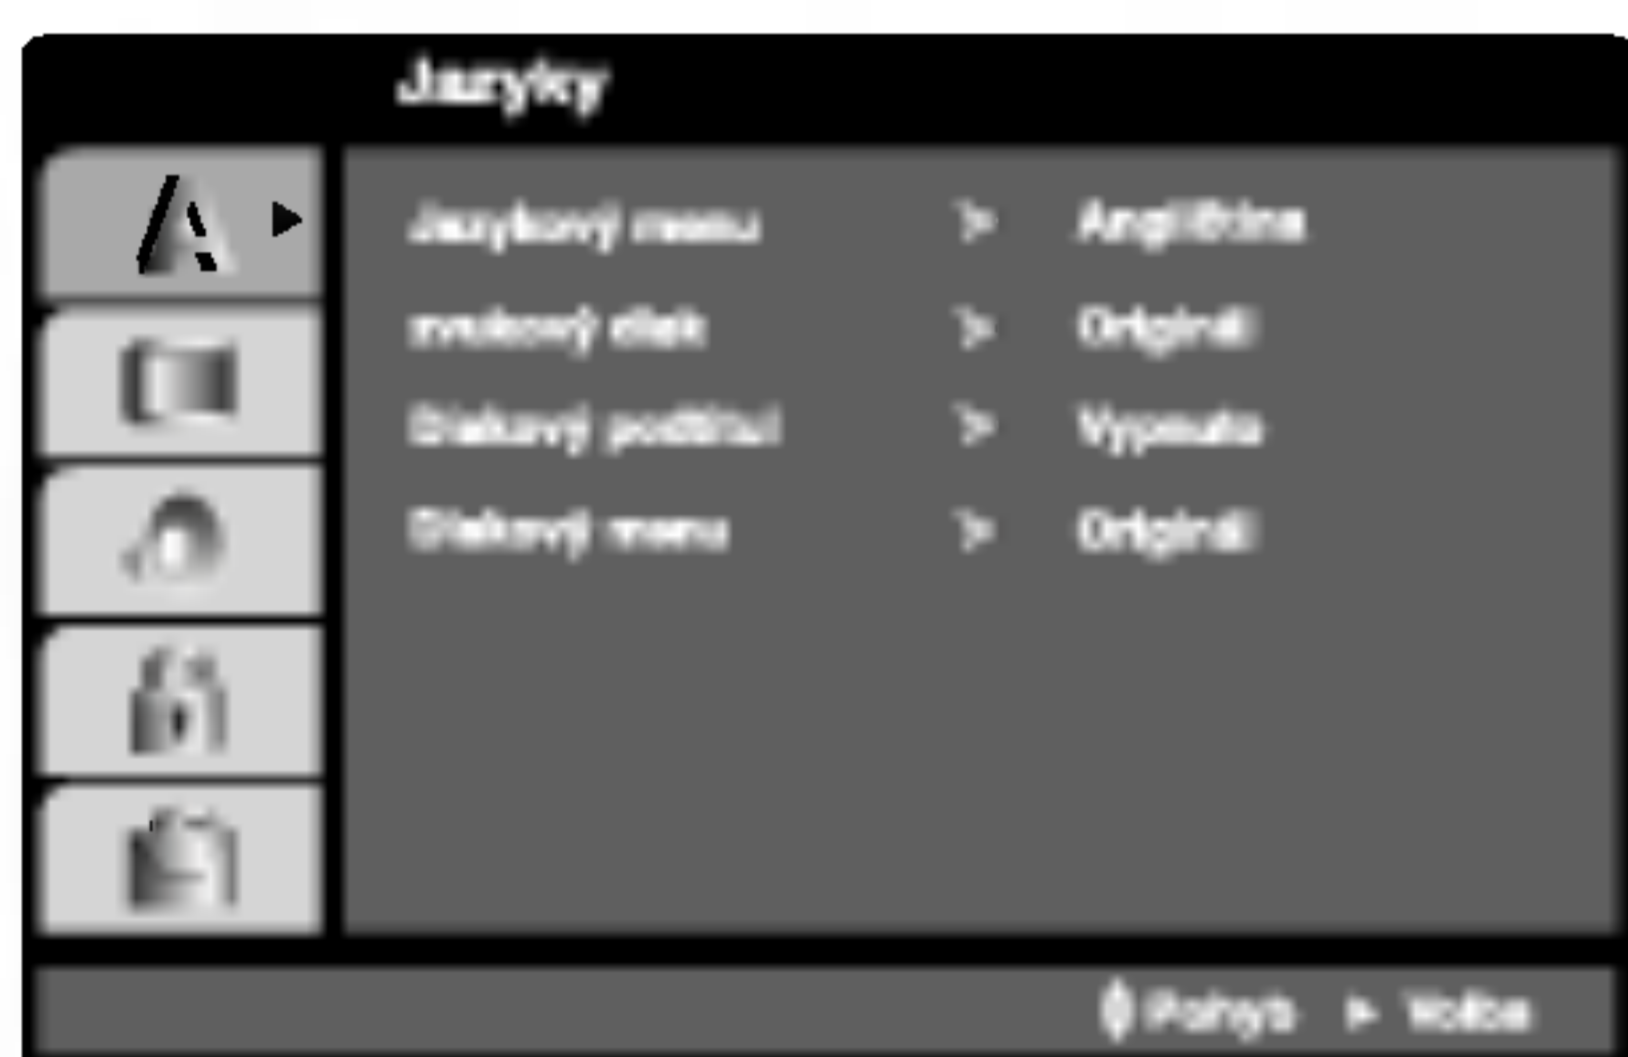 Jazyky
Jazykový menu > Angličtina
zvukový disk > Originál
Diskový podtitul > Vypnuto
Diskový menu > Originál
Pohyb Volba